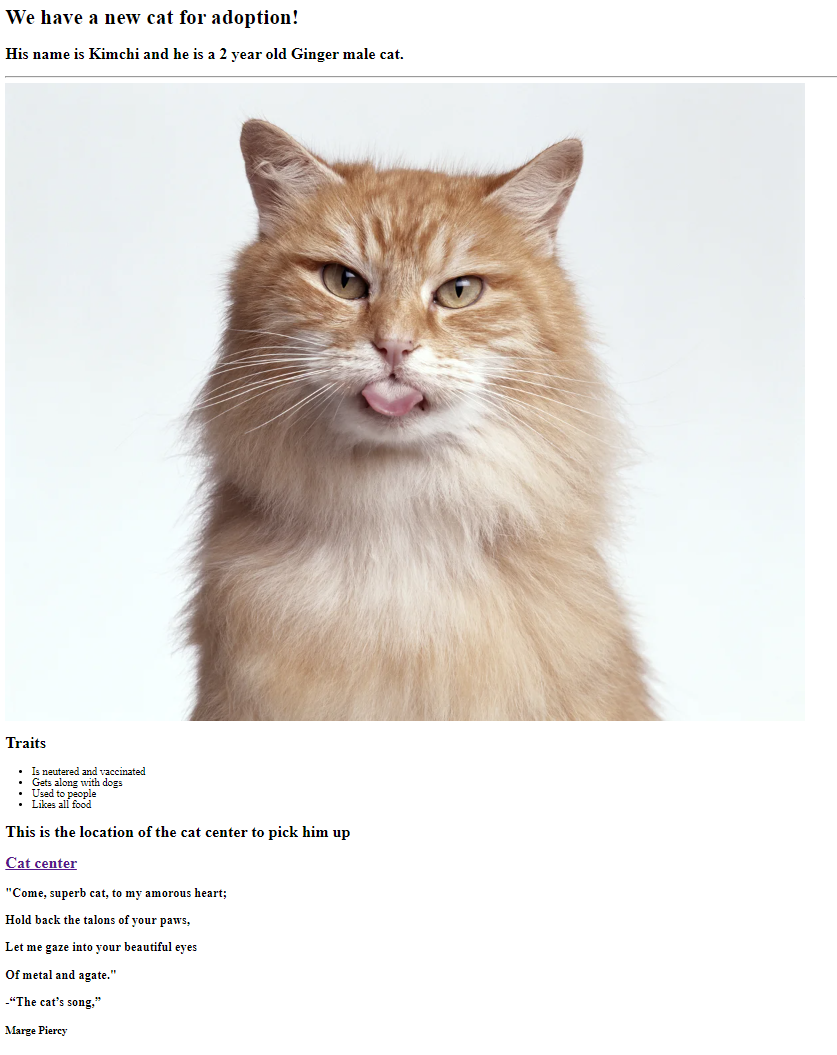 We have a new cat for adoption!
His name is Kimchi and he is a 2 year old Ginger male cat.
Traits
Is neutered and vaccinated
Gets along with dogs
Used to people
Likes all food
This is the location of the cat center to pick him up
Cat center
"Come, superb cat, to my amorous heart;
Hold back the talons of your paws,
Let me gaze into your beautiful eyes
Of metal and agate."
-“The cat’s song,”
Marge Piercy